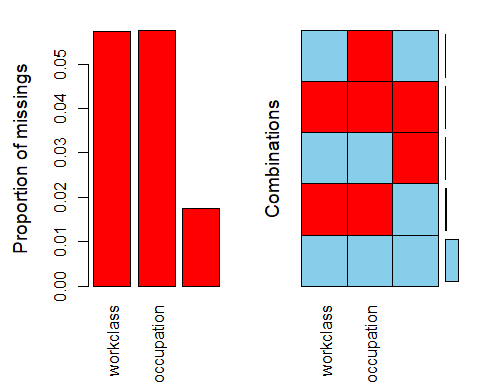 Proportion of missings
0.05
0.04
0.03
0.02
0.01
0.00
workclass
occupation
Combinations
workclass
occupation